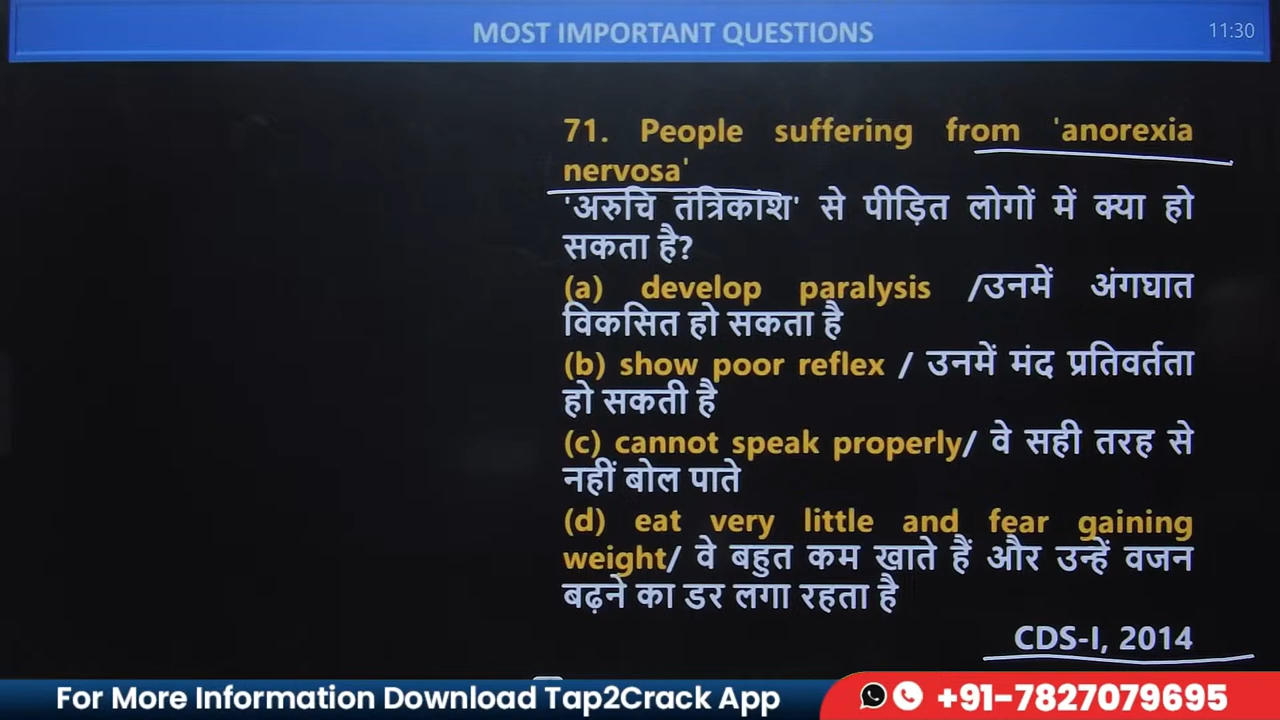 MOST IMPORTANT QUESTIONS
11:30
71. People suffering from 'anorexia
nervosa'
'अरुचि तंत्रिकांश' से पीड़ित लोगों में क्या हो
सकता है?
(a) develop paralysis /उनमें अंगघात
विकसित हो सकता है
(b) show poor reflex / उनमें मंद प्रतिवर्तता
हो सकती है
(c) cannot speak properly/ वे सही तरह से
नहीं बोल पाते
(d) eat very little and fear gaining
weight/ वे बहुत कम खाते हैं और उन्हें वजन
बढ़ने का डर लगा रहता है
CDS-I, 2014
For More Information Download Tap2Crack App
+91-7827079695